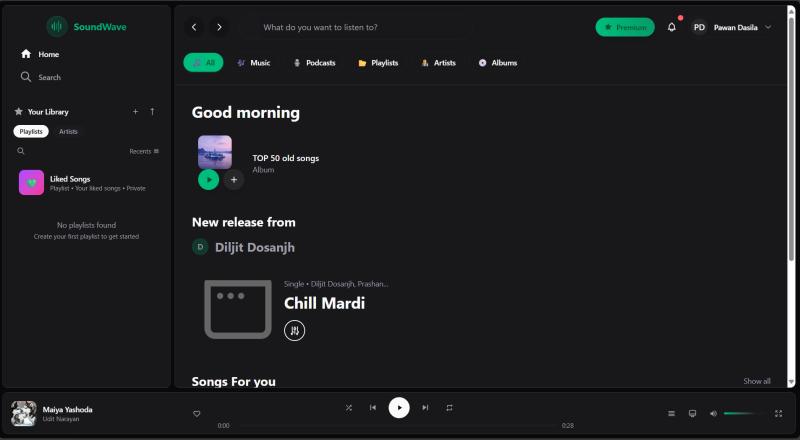 SoundWave
Home
Search
Your Library
Playlists
Artists
Recents
Liked Songs
Playlist • Your liked songs • Private
No playlists found
Create your first playlist to get started
What do you want to listen to?
Premium
PD
Pawan Dasila
All
Music
Podcasts
Playlists
Artists
Albums
Good morning
TOP 50 old songs
Album
New release from
D
Diljit Dosanjh
Single • Diljit Dosanjh, Prashan...
Chill Mardi
Songs For you
Show all
Maiya Yashoda
Udit Narayan
0:00
0:28